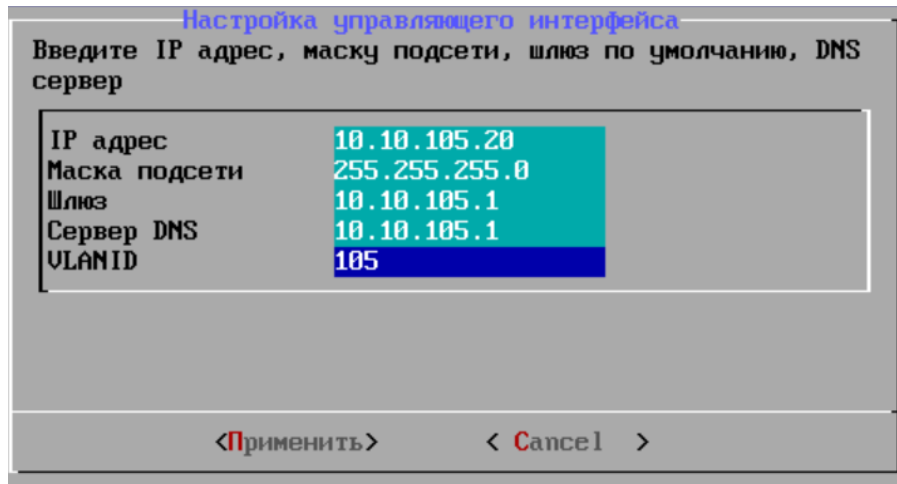 Настройка управляющего интерфейса
Введите IP адрес, маску подсети, шлюз по умолчанию, DNS
сервер
IP адрес 10.10.105.20
Маска подсети 255.255.255.0
Шлюз 10.10.105.1
Сервер DNS 10.10.105.1
VLANID 105
<Применить> < Cancel >